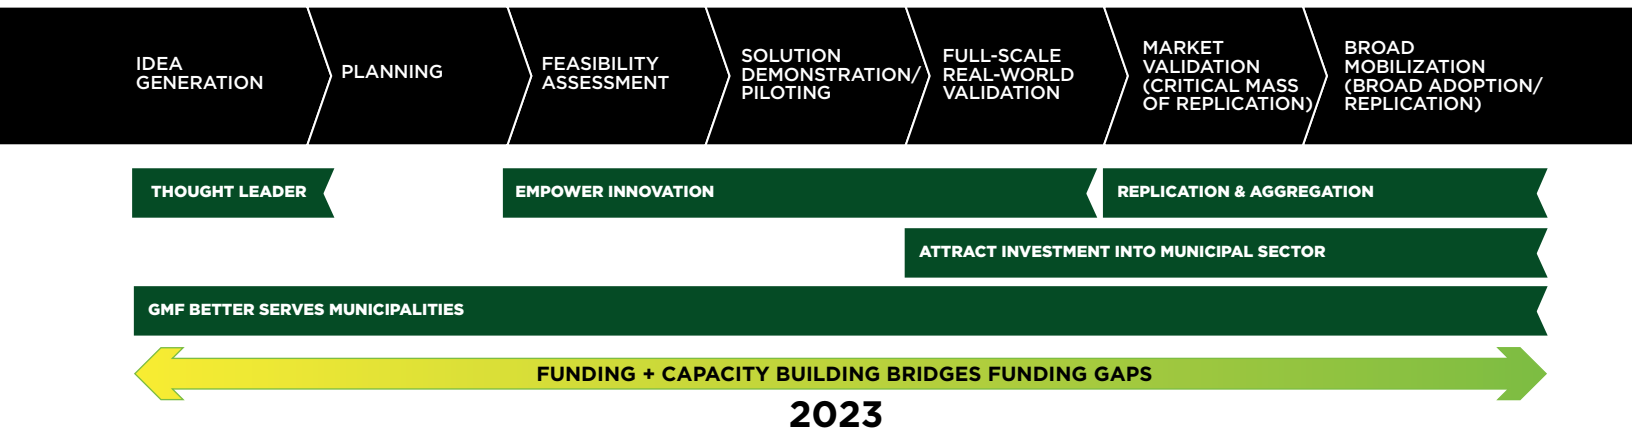 IDEA
GENERATION
PLANNING
FEASIBILITY
ASSESSMENT
SOLUTION
DEMONSTRATION/
PILOTING
FULL-SCALE
REAL-WORLD
VALIDATION
MARKET
VALIDATION
(CRITICAL MASS
OF REPLICATION)
BROAD
MOBILIZATION
(BROAD ADOPTION/
REPLICATION)
THOUGHT LEADER
EMPOWER INNOVATION
REPLICATION & AGGREGATION
ATTRACT INVESTMENT INTO MUNICIPAL SECTOR
GMF BETTER SERVES MUNICIPALITIES
FUNDING + CAPACITY BUILDING BRIDGES FUNDING GAPS
2023